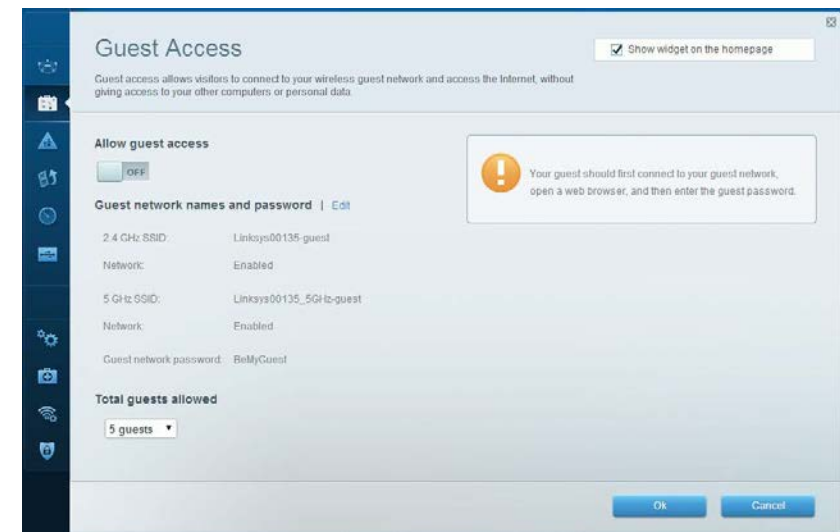 Guest Access
Show widget on the homepage
Guest access allows visitors to connect to your wireless guest network and access the Internet, without
giving access to your other computers or personal data
Allow guest access
OFF
Your guest should first connect to your guest network,
open a web browser, and then enter the guest password.
Guest network names and password | Edit
2.4 GHz SSID: Linksys00135-guest
Network: Enabled
5 GHz SSID: Linksys00135_5GHz-guest
Network: Enabled
Guest network password: BeMyGuest
Total guests allowed
5 guests
Ok Cancel